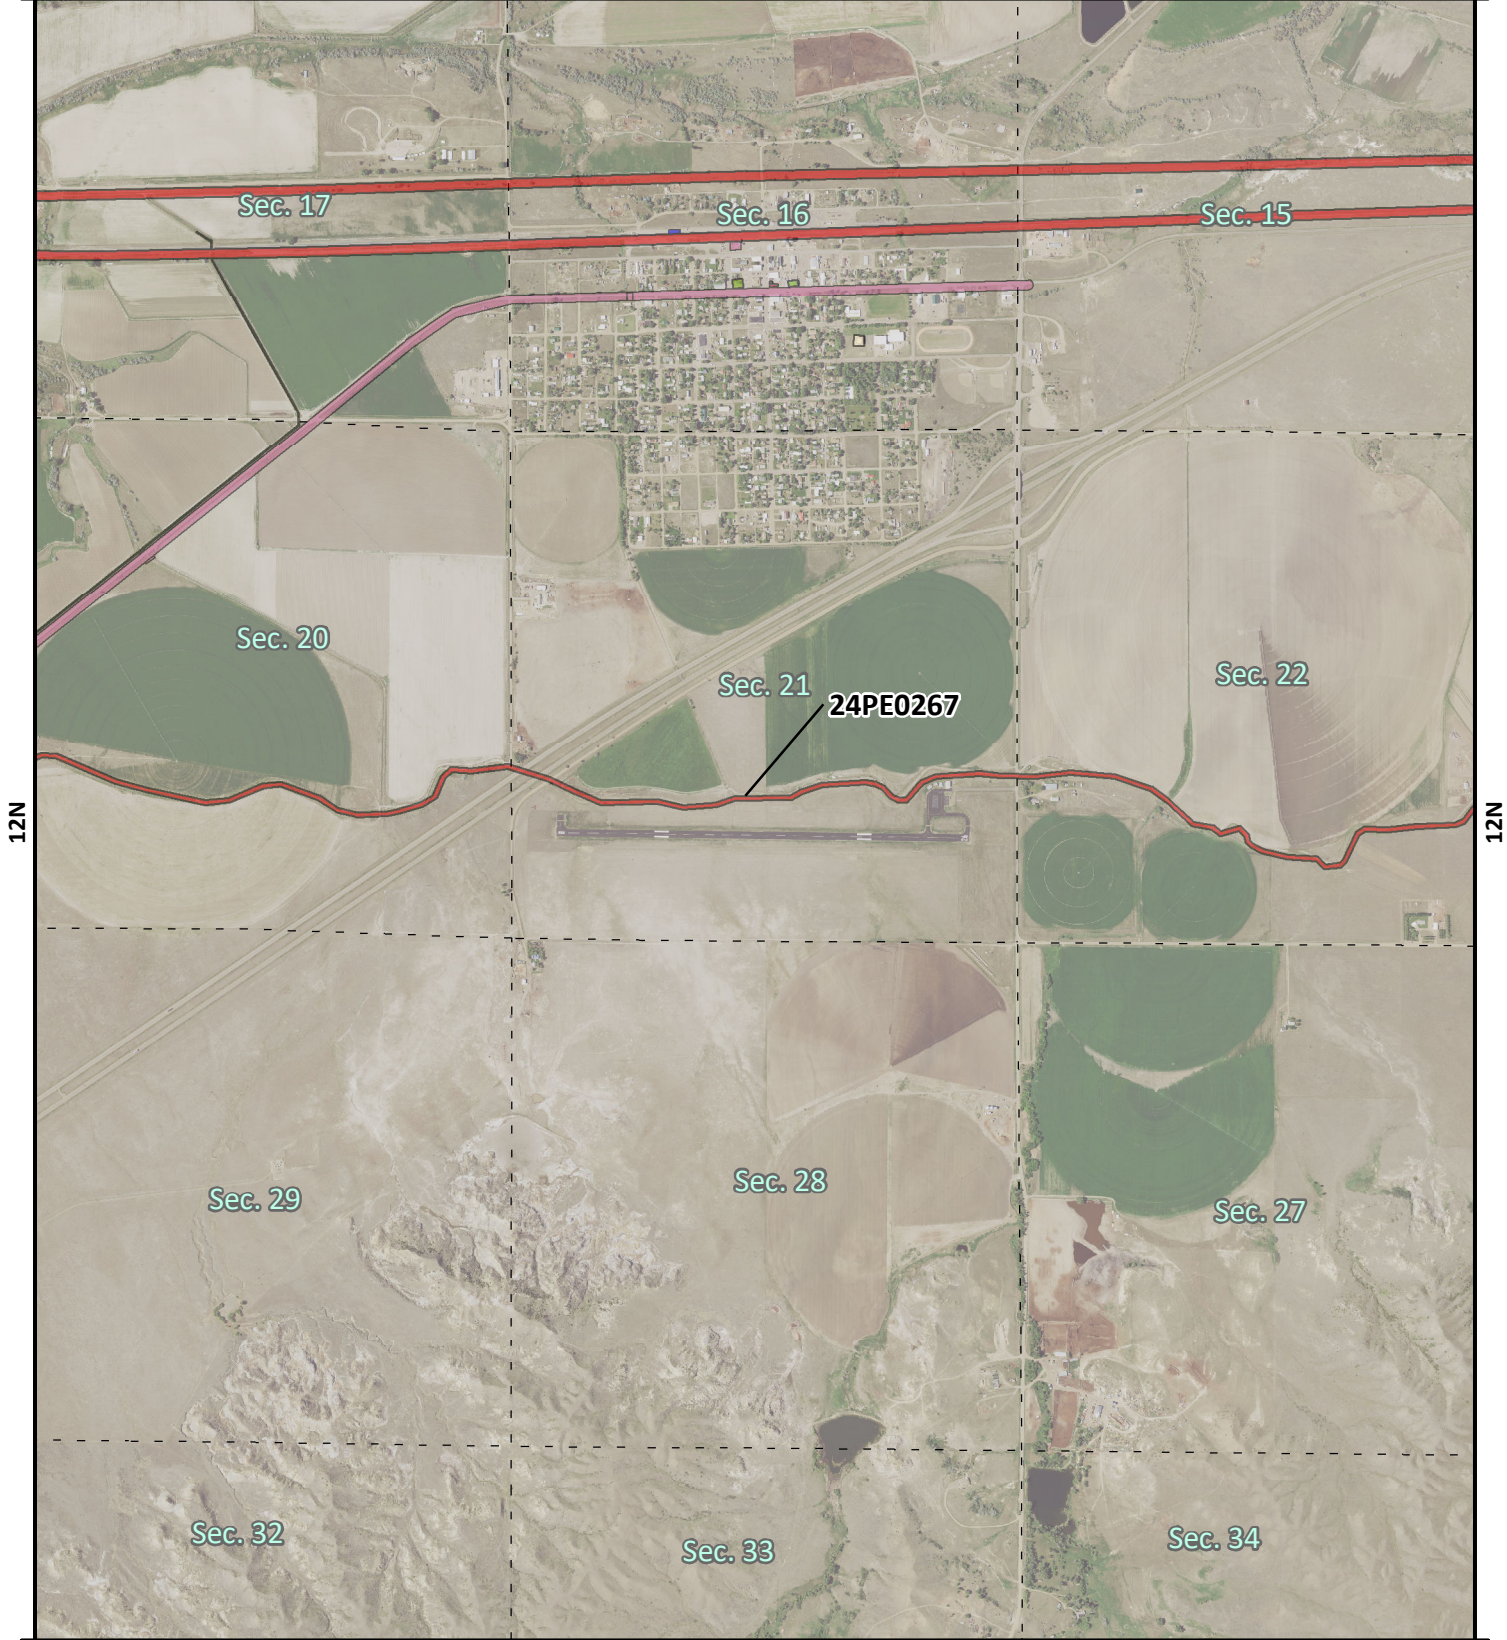 Sec. 17
Sec. 16
Sec. 15
Sec. 20
Sec. 21
Sec. 22
24PE0267
12N
12N
Sec. 29
Sec. 28
Sec. 27
Sec. 32
Sec. 33
Sec. 34